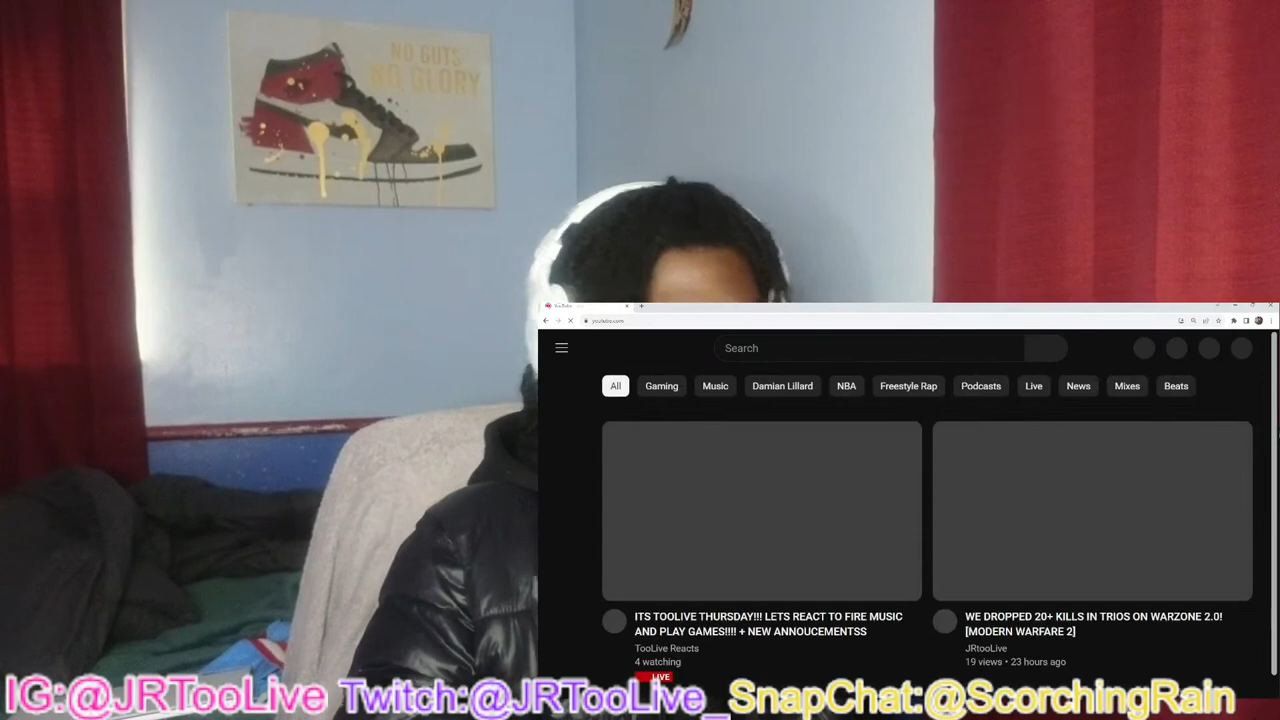 NO GUTS
NO GLORY
YouTube
youtube.com
Search
All
Gaming
Music
Damian Lillard
NBA
Freestyle Rap
Podcasts
Live
News
Mixes
Beats
ITS TOOLIVE THURSDAY!!! LETS REACT TO FIRE MUSIC
AND PLAY GAMES!!!! + NEW ANNOUCEMENTSS
TooLive Reacts
4 watching
LIVE
WE DROPPED 20+ KILLS IN TRIOS ON WARZONE 2.0!
[MODERN WARFARE 2]
JRtooLive
19 views • 23 hours ago
IG:@JRTooLive Twitch:@JRTooLive_ SnapChat:@ScorchingRain